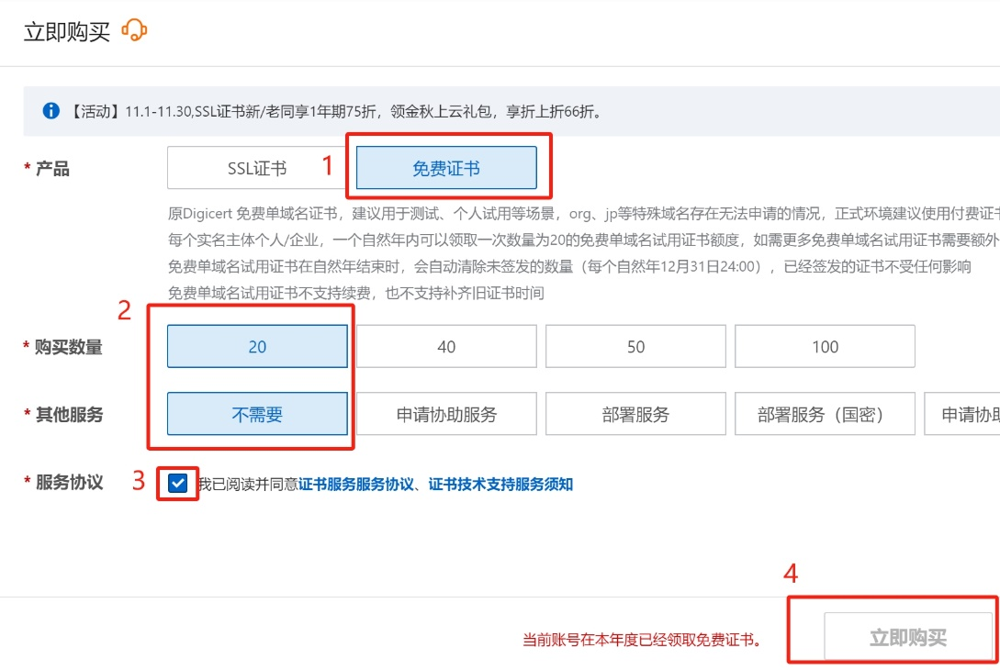 立即购买
【活动】11.1-11.30,SSL证书新/老同享1年期75折，领金秋上云礼包，享折上折66折。
* 产品
SSL证书
1
免费证书
原Digicert 免费单域名证书，建议用于测试、个人试用等场景，org、jp等特殊域名存在无法申请的情况，正式环境建议使用付费证书
每个实名主体个人/企业，一个自然年内可以领取一次数量为20的免费单域名试用证书额度，如需更多免费单域名试用证书需要额外
免费单域名试用证书在自然年结束时，会自动清除未签发的数量（每个自然年12月31日24:00），已经签发的证书不受任何影响
免费单域名试用证书不支持续费，也不支持补齐旧证书时间
2
* 购买数量
20
40
50
100
* 其他服务
不需要
申请协助服务
部署服务
部署服务（国密）
申请协助
* 服务协议
3
我已阅读并同意证书服务服务协议、证书技术支持服务须知
4
当前账号在本年度已经领取免费证书。
立即购买